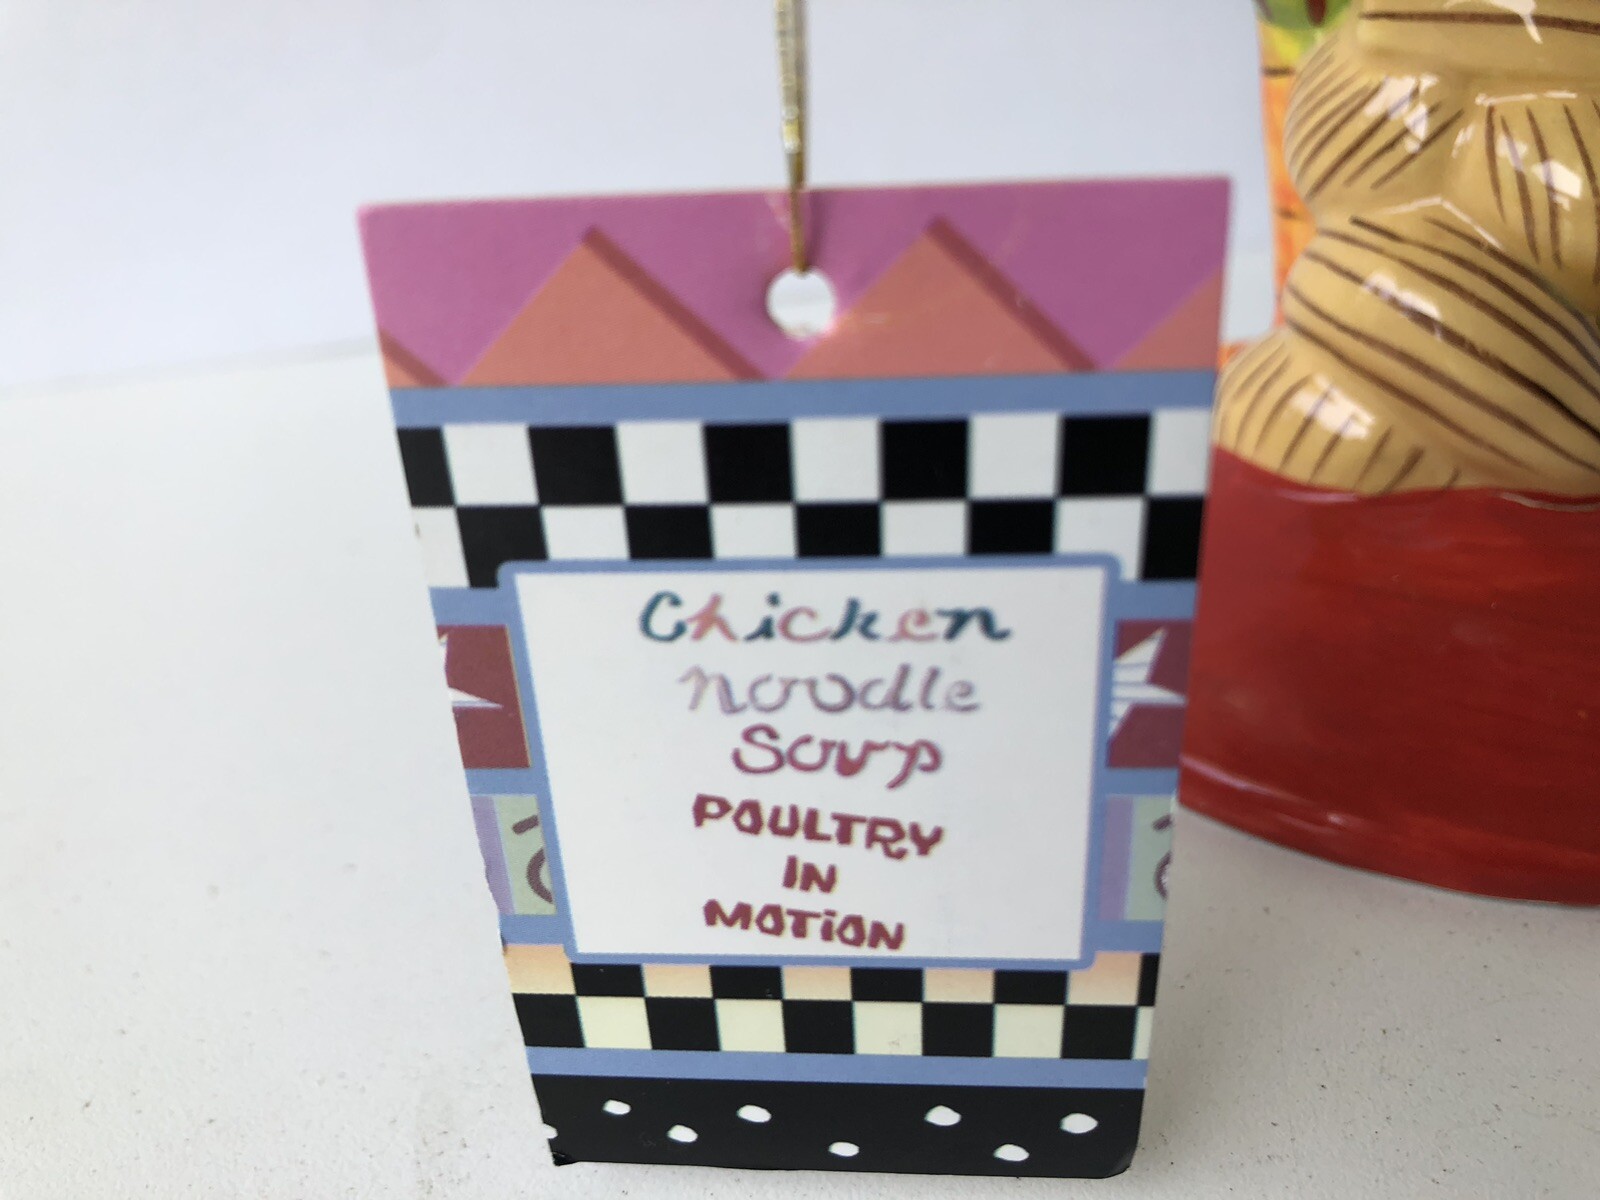 Chicken
noodle
Soup
POULTRY
IN
MOTION